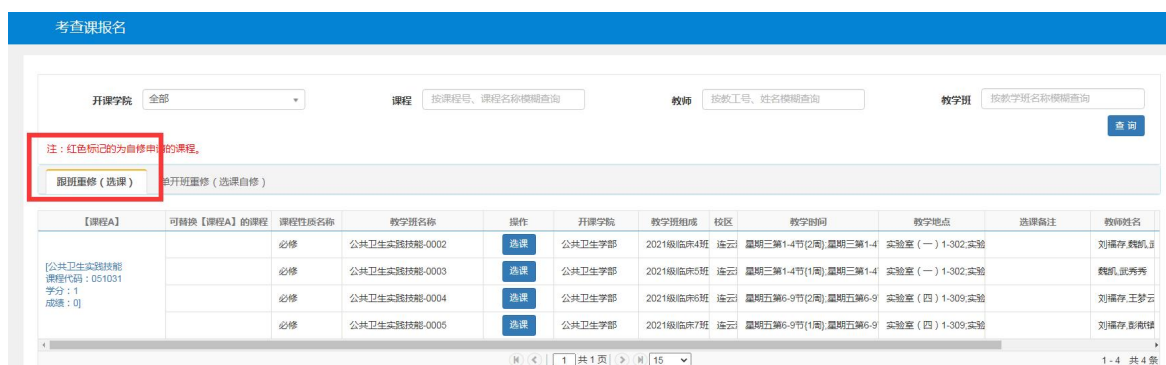 考查课报名
开课学院 全部 课程 按课程号、课程名称模糊查询 教师 按教工号、姓名模糊查询 教学班 按教学班名称模糊查询
查询
注：红色标记的为自修申请的课程。
跟班重修（选课） 单开班重修（选课自修）
【课程A】 可替换【课程A】的课程 课程性质名称 教学班名称 操作 开课学院 教学班组成 校区 教学时间 教学地点 选课备注 教师姓名
必修 公共卫生实践技能-0002 选课 公共卫生学部 2021级临床4班 连云 星期三第1-4节{2周};星期三第1-4 实验室（一）1-302;实验 刘福存,魏凯,武
[公共卫生实践技能
课程代码：051031
学分：1
成绩：0]
必修 公共卫生实践技能-0003 选课 公共卫生学部 2021级临床5班 连云 星期三第1-4节{1周};星期三第1-4 实验室（一）1-302;实验 魏凯,武秀秀
必修 公共卫生实践技能-0004 选课 公共卫生学部 2021级临床6班 连云 星期五第6-9节{2周};星期五第6-9 实验室（四）1-309;实验 刘福存,王梦云
必修 公共卫生实践技能-0005 选课 公共卫生学部 2021级临床7班 连云 星期五第6-9节{1周};星期五第6-9 实验室（四）1-309;实验 刘福存,彭献镇
1 共1页 15 1-4 共4条